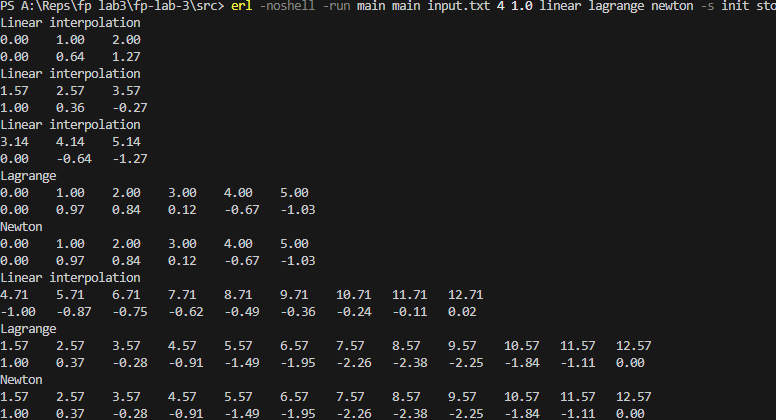 PS A:\Reps\fp lab3\fp-lab-3\src> erl -noshell -run main main input.txt 4 1.0 linear lagrange newton -s init sto
Linear interpolation
0.00 1.00 2.00
0.00 0.64 1.27
Linear interpolation
1.57 2.57 3.57
1.00 0.36 -0.27
Linear interpolation
3.14 4.14 5.14
0.00 -0.64 -1.27
Lagrange
0.00 1.00 2.00 3.00 4.00 5.00
0.00 0.97 0.84 0.12 -0.67 -1.03
Newton
0.00 1.00 2.00 3.00 4.00 5.00
0.00 0.97 0.84 0.12 -0.67 -1.03
Linear interpolation
4.71 5.71 6.71 7.71 8.71 9.71 10.71 11.71 12.71
-1.00 -0.87 -0.75 -0.62 -0.49 -0.36 -0.24 -0.11 0.02
Lagrange
1.57 2.57 3.57 4.57 5.57 6.57 7.57 8.57 9.57 10.57 11.57 12.57
1.00 0.37 -0.28 -0.91 -1.49 -1.95 -2.26 -2.38 -2.25 -1.84 -1.11 0.00
Newton
1.57 2.57 3.57 4.57 5.57 6.57 7.57 8.57 9.57 10.57 11.57 12.57
1.00 0.37 -0.28 -0.91 -1.49 -1.95 -2.26 -2.38 -2.25 -1.84 -1.11 0.00